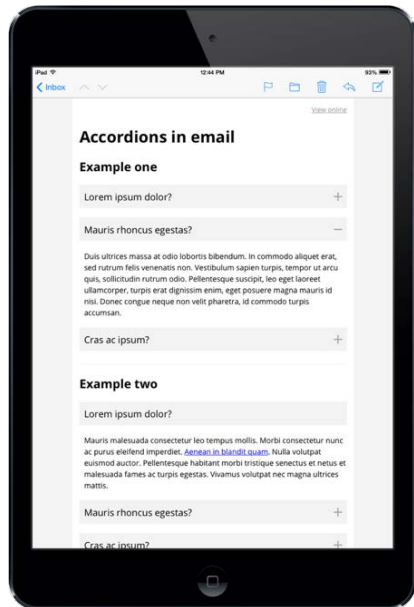 iPad 12:44 PM 93%
Inbox
View online
Accordions in email
Example one
Lorem ipsum dolor? +
Mauris rhoncus egestas? −
Duis ultrices massa at odio lobortis bibendum. In commodo aliquet erat,
sed rutrum felis venenatis non. Vestibulum sapien turpis, tempor ut arcu
quis, sollicitudin rutrum odio. Pellentesque suscipit, leo eget laoreet
ullamcorper, turpis erat dignissim enim, eget posuere magna mauris id
nisi. Donec congue neque non velit pharetra, id commodo turpis
accumsan.
Cras ac ipsum? +
Example two
Lorem ipsum dolor?
Mauris malesuada consectetur leo tempus mollis. Morbi consectetur nunc
ac purus eleifend imperdiet. Aenean in blandit quam. Nulla volutpat
euismod auctor. Pellentesque habitant morbi tristique senectus et netus et
malesuada fames ac turpis egestas. Vivamus volutpat nec magna ultrices
mattis.
Mauris rhoncus egestas? +
Cras ac ipsum? +